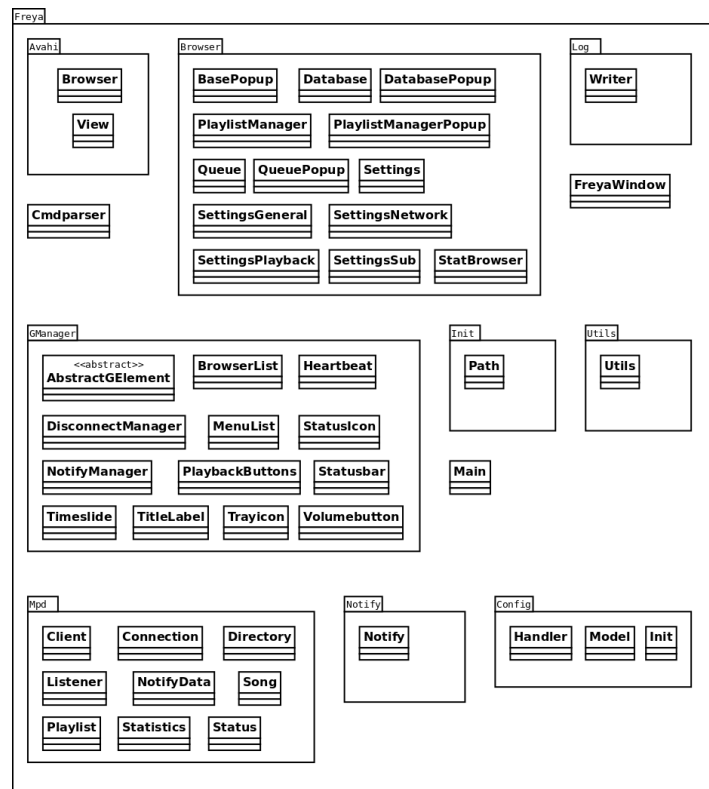 Freya
Avahi
Browser
View
Browser
BasePopup Database DatabasePopup
PlaylistManager PlaylistManagerPopup
Queue QueuePopup Settings
SettingsGeneral SettingsNetwork
SettingsPlayback SettingsSub StatBrowser
Log
Writer
Cmdparser
FreyaWindow
GManager
<<abstract>>
AbstractGElement BrowserList Heartbeat
DisconnectManager MenuList StatusIcon
NotifyManager PlaybackButtons Statusbar
Timeslide TitleLabel Trayicon Volumebutton
Init
Path
Utils
Utils
Main
Mpd
Client Connection Directory
Listener NotifyData Song
Playlist Statistics Status
Notify
Notify
Config
Handler Model Init